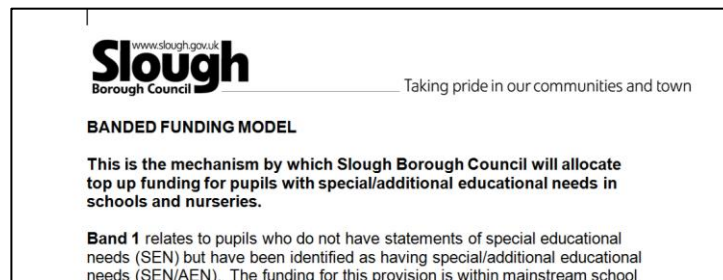 www.slough.gov.uk
Slough
Borough Council
Taking pride in our communities and town
BANDED FUNDING MODEL
This is the mechanism by which Slough Borough Council will allocate
top up funding for pupils with special/additional educational needs in
schools and nurseries.
Band 1 relates to pupils who do not have statements of special educational
needs (SEN) but have been identified as having special/additional educational
needs (SEN/AEN). The funding for this provision is within mainstream school